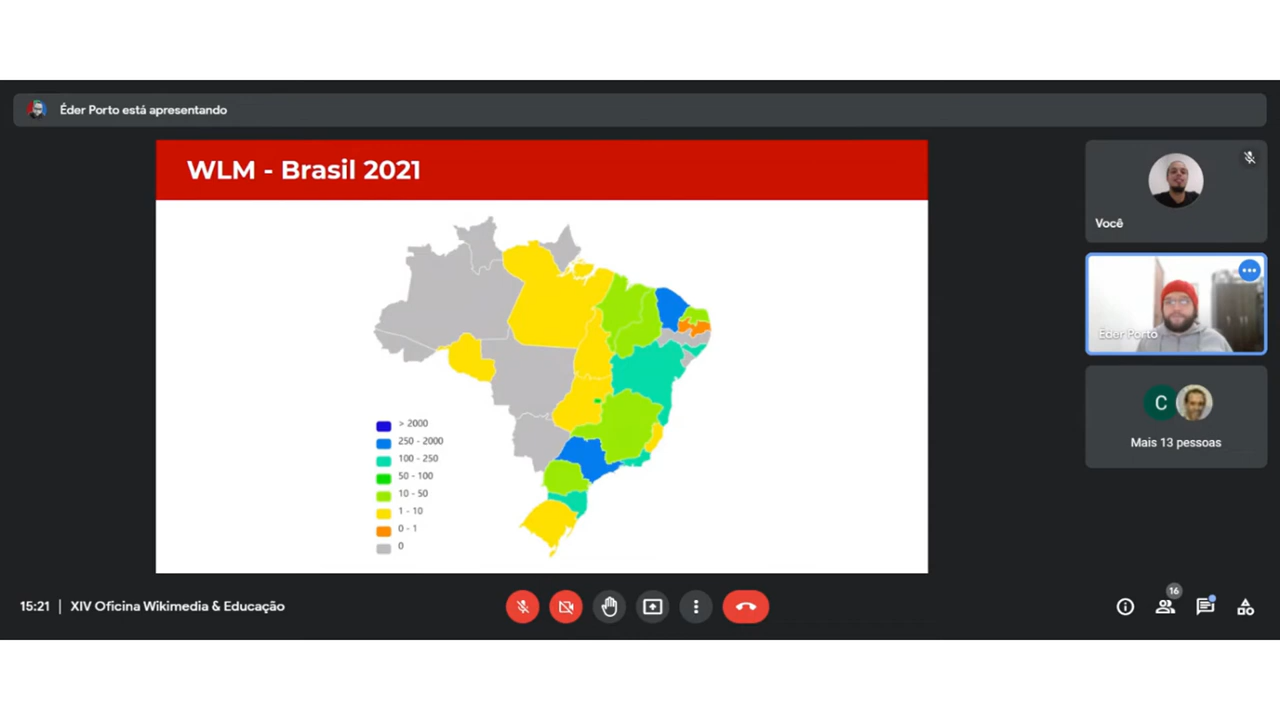 Éder Porto está apresentando
WLM - Brasil 2021
> 2000
250 - 2000
100 - 250
50 - 100
10 - 50
1 - 10
0 - 1
0
Você
Éder Porto
C
Mais 13 pessoas
15:21 | XIV Oficina Wikimedia & Educação
16